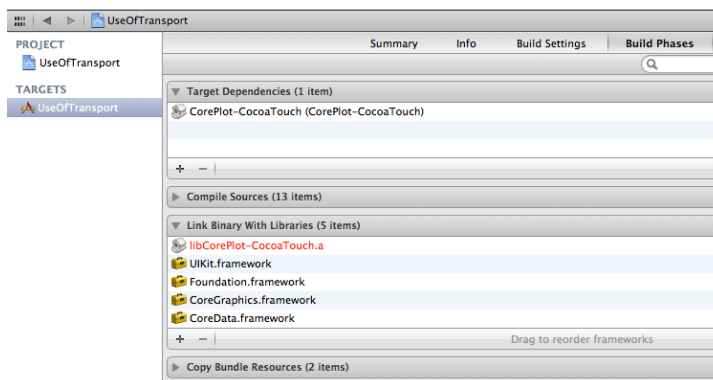 UseOfTransport
PROJECT
UseOfTransport
TARGETS
UseOfTransport
Summary Info Build Settings Build Phases
Target Dependencies (1 item)
CorePlot-CocoaTouch (CorePlot-CocoaTouch)
Compile Sources (13 items)
Link Binary With Libraries (5 items)
libCorePlot-CocoaTouch.a
UIKit.framework
Foundation.framework
CoreGraphics.framework
CoreData.framework
Drag to reorder frameworks
Copy Bundle Resources (2 items)